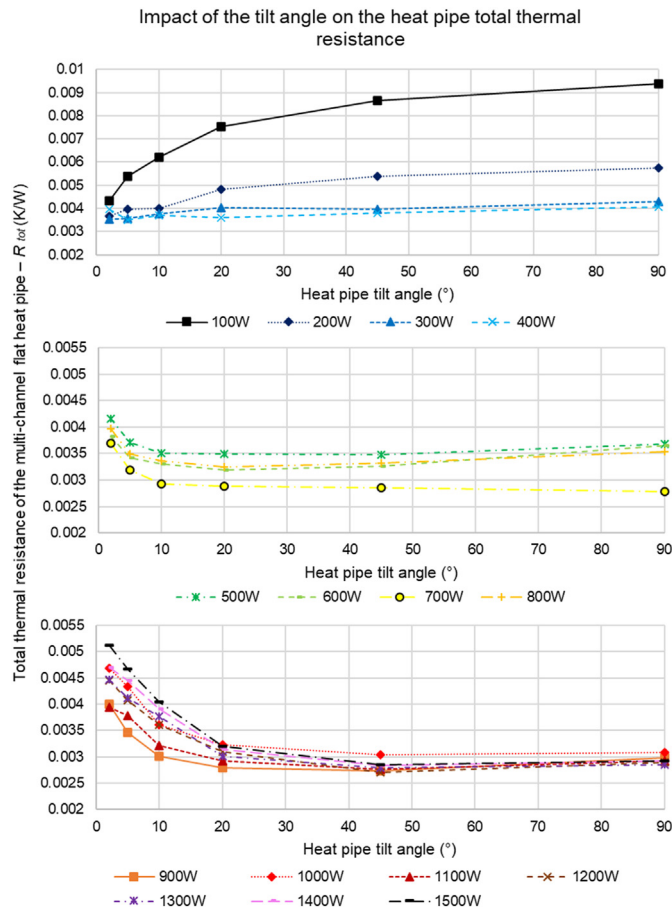 Impact of the tilt angle on the heat pipe total thermal
resistance
Total thermal resistance of the multi-channel flat heat pipe – R tot (K/W)
0.01
0.009
0.008
0.007
0.006
0.005
0.004
0.003
0.002
0 10 20 30 40 50 60 70 80 90
Heat pipe tilt angle (°)
100W 200W 300W 400W
0.0055
0.005
0.0045
0.004
0.0035
0.003
0.0025
0.002
0 10 20 30 40 50 60 70 80 90
Heat pipe tilt angle (°)
500W 600W 700W 800W
0.0055
0.005
0.0045
0.004
0.0035
0.003
0.0025
0.002
0 10 20 30 40 50 60 70 80 90
Heat pipe tilt angle (°)
900W 1000W 1100W 1200W
1300W 1400W 1500W